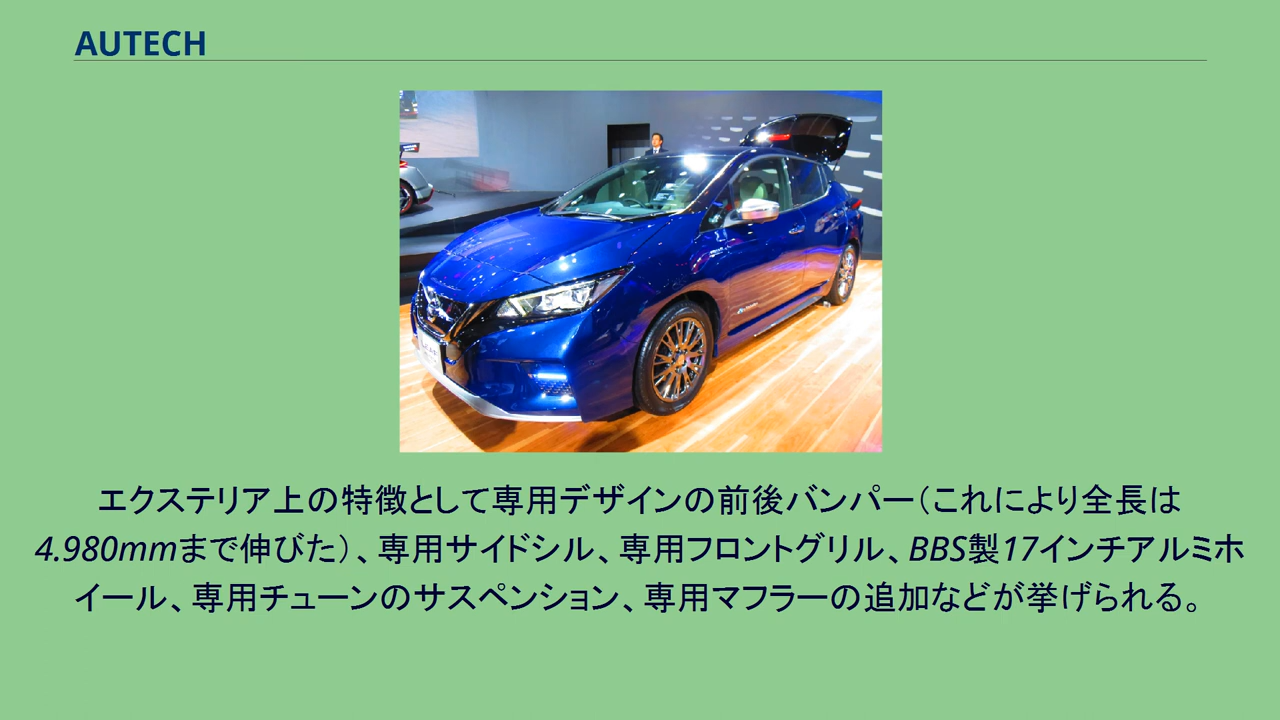 AUTECH
エクステリア上の特徴として専用デザインの前後バンパー（これにより全長は
4.980mmまで伸びた）、専用サイドシル、専用フロントグリル、BBS製17インチアルミホ
イール、専用チューンのサスペンション、専用マフラーの追加などが挙げられる。